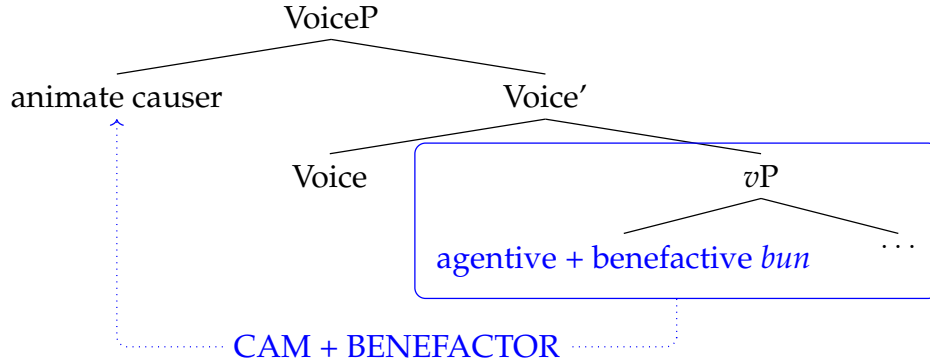 VoiceP
animate causer Voice’
Voice vP
agentive + benefactive bun ...
CAM + BENEFACTOR